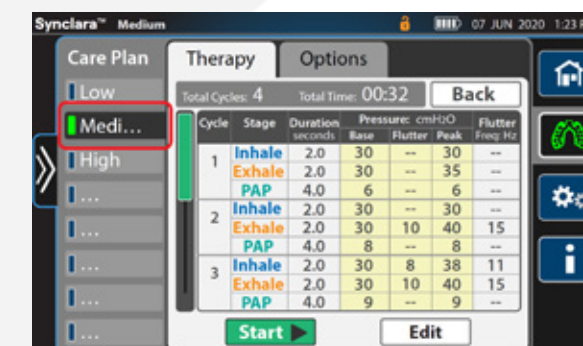 Synclara™ Medium 07 JUN 2020 1:23 P
Care Plan
Therapy Options
Low
Total Cycles: 4 Total Time: 00:32 Back
Medi...
Cycle Stage Duration seconds Pressure: cmH2O Flutter
Base Flutter Peak Freq: Hz
1 Inhale 2.0 30 -- 30 --
Exhale 2.0 30 -- 35 --
PAP 4.0 6 -- 6 --
High
2 Inhale 2.0 30 -- 30 --
Exhale 2.0 30 10 40 15
PAP 4.0 8 -- 8 --
3 Inhale 2.0 30 8 38 11
Exhale 2.0 30 10 40 15
PAP 4.0 9 -- 9 --
...
...
...
...
...
Start Edit